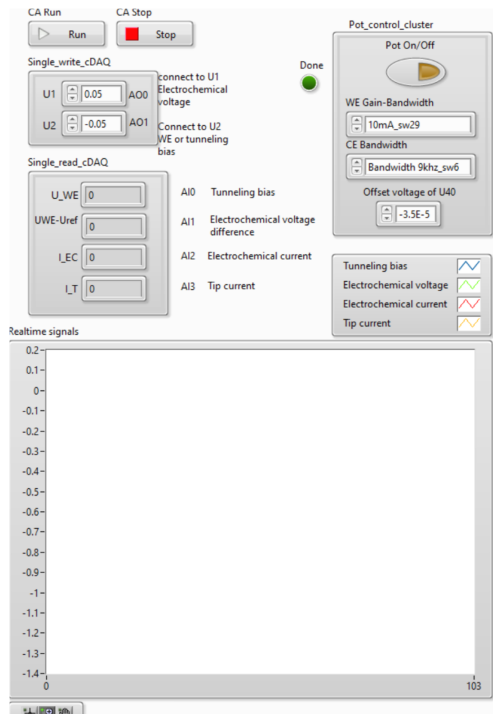 CA Run
CA Stop
Run
Stop
Pot_control_cluster
Pot On/Off
Single_write_cDAQ
Done
U1
0.05
AO0
connect to U1
Electrochemical
voltage
U2
-0.05
AO1
Connect to U2
WE or tunneling
bias
WE Gain-Bandwidth
10mA_sw29
CE Bandwidth
Bandwidth 9khz_sw6
Offset voltage of U40
-3.5E-5
Single_read_cDAQ
U_WE
0
AI0
Tunneling bias
UWE-Uref
0
AI1
Electrochemical voltage
difference
I_EC
0
AI2
Electrochemical current
I_T
0
AI3
Tip current
Tunneling bias
Electrochemical voltage
Electrochemical current
Tip current
Realtime signals
0.2
0.1
0
-0.1
-0.2
-0.3
-0.4
-0.5
-0.6
-0.7
-0.8
-0.9
-1
-1.1
-1.2
-1.3
-1.4
0
103